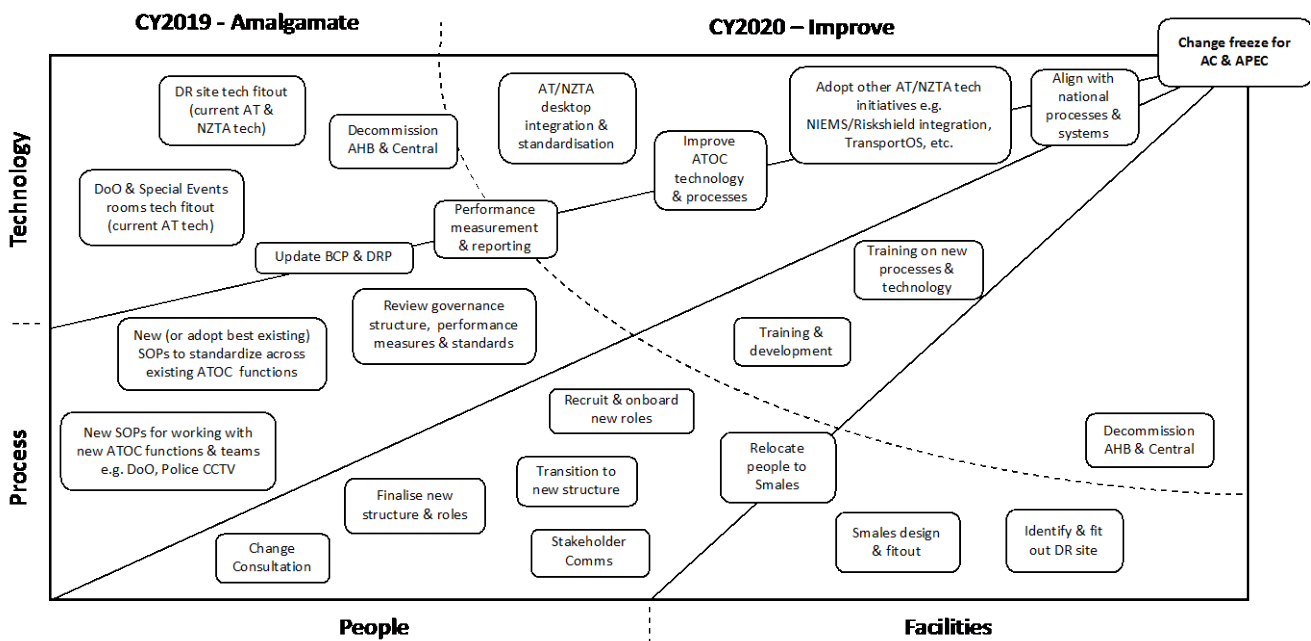 CY2019 - Amalgamate
CY2020 – Improve
Change freeze for
AC & APEC
DR site tech fitout
(current AT &
NZTA tech)
Decommission
AHB & Central
AT/NZTA
desktop
integration &
standardisation
Adopt other AT/NZTA tech
initiatives e.g.
NIEMS/Riskshield integration,
TransportOS, etc.
Align with
national
processes &
systems
Improve
ATOC
technology
& processes
Technology
DoO & Special Events
rooms tech fitout
(current AT tech)
Performance
measurement
& reporting
Update BCP & DRP
Training on new
processes &
technology
Review governance
structure, performance
measures & standards
New (or adopt best existing)
SOPs to standardize across
existing ATOC functions
Training &
development
Process
New SOPs for working with
new ATOC functions & teams
e.g. DoO, Police CCTV
Recruit & onboard
new roles
Relocate
people to
Smales
Decommission
AHB & Central
Finalise new
structure & roles
Transition to
new structure
Change
Consultation
Stakeholder
Comms
Smales design
& fitout
Identify & fit
out DR site
People
Facilities